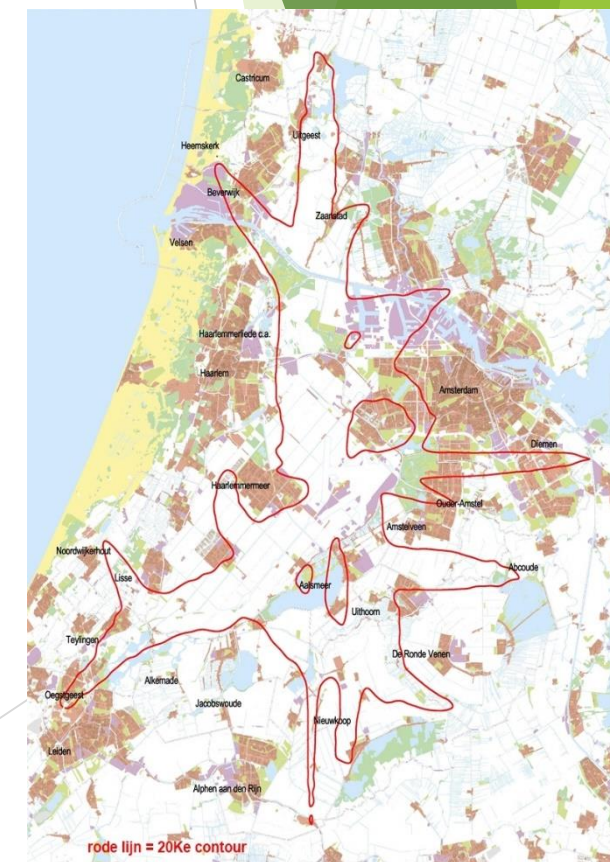 Castricum
Uitgeest
Heemskerk
Beverwijk
Zaanstad
Velsen
Haarlemmerliede c.a.
Haarlem
Amsterdam
Diemen
Haarlemmermeer
Ouder-Amstel
Amstelveen
Noordwijkerhout
Lisse
Abcoude
Aalsmeer
Uithoorn
Teylingen
De Ronde Venen
Alkemade
Oegstgeest
Jacobswoude
Nieuwkoop
Leiden
Alphen aan den Rijn
rode lijn = 20Ke contour